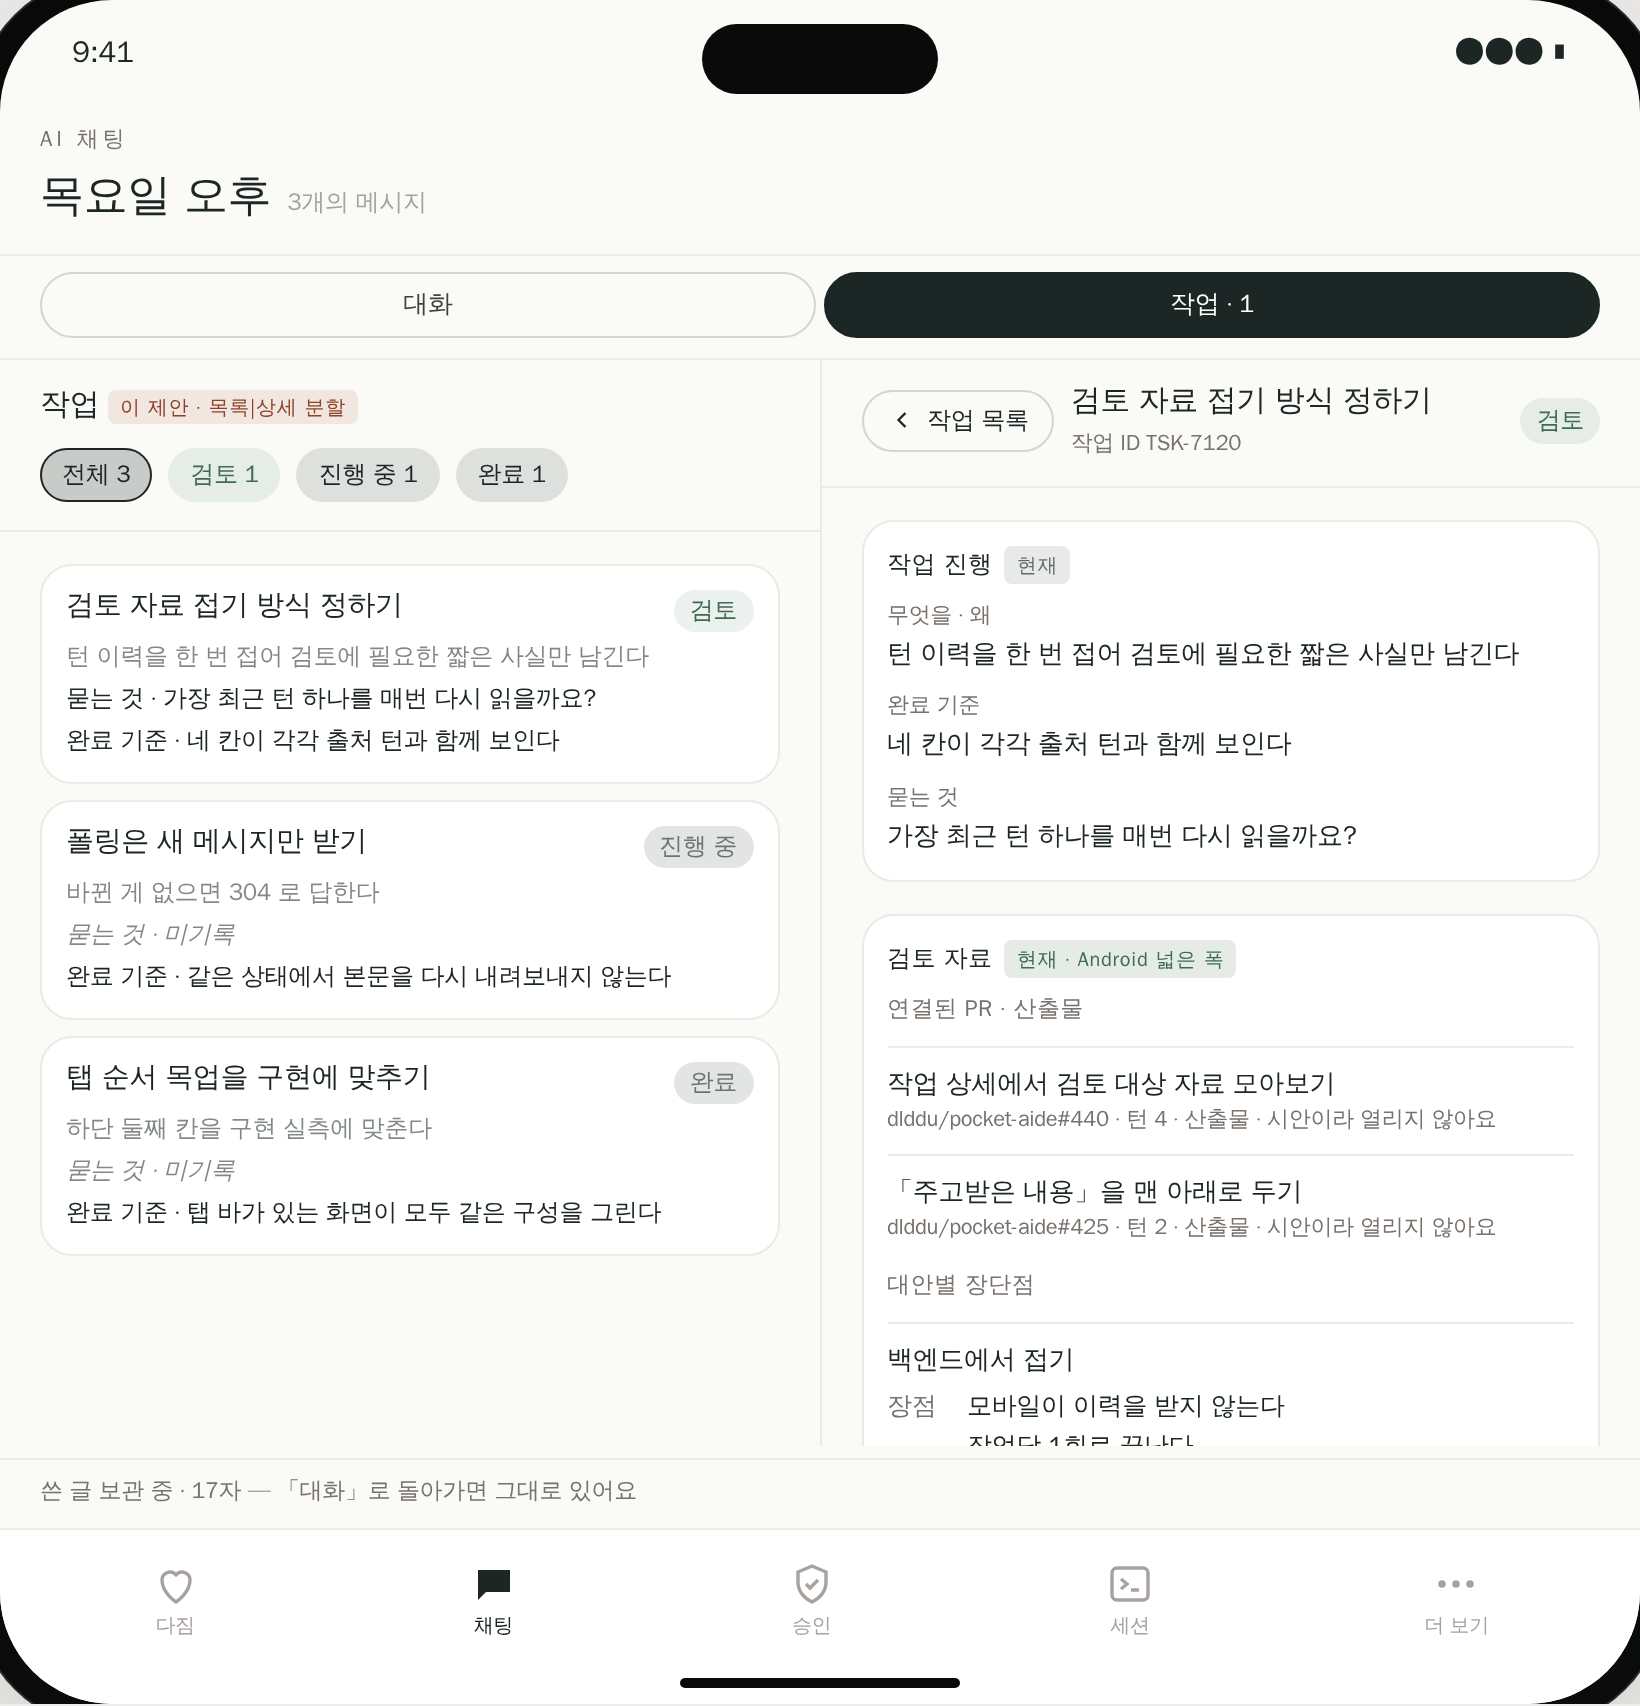 9:41
AI 채팅
목요일 오후 3개의 메시지
대화
작업 · 1
작업 이 제안 · 목록|상세 분할
전체 3 검토 1 진행 중 1 완료 1
검토 자료 접기 방식 정하기 검토
턴 이력을 한 번 접어 검토에 필요한 짧은 사실만 남긴다
묻는 것 · 가장 최근 턴 하나를 매번 다시 읽을까요?
완료 기준 · 네 칸이 각각 출처 턴과 함께 보인다
폴링은 새 메시지만 받기 진행 중
바뀐 게 없으면 304 로 답한다
묻는 것 · 미기록
완료 기준 · 같은 상태에서 본문을 다시 내려보내지 않는다
탭 순서 목업을 구현에 맞추기 완료
하단 둘째 칸을 구현 실측에 맞춘다
묻는 것 · 미기록
완료 기준 · 탭 바가 있는 화면이 모두 같은 구성을 그린다
작업 목록
검토 자료 접기 방식 정하기
작업 ID TSK-7120
검토
작업 진행 현재
무엇을 · 왜
턴 이력을 한 번 접어 검토에 필요한 짧은 사실만 남긴다
완료 기준
네 칸이 각각 출처 턴과 함께 보인다
묻는 것
가장 최근 턴 하나를 매번 다시 읽을까요?
검토 자료 현재 · Android 넓은 폭
연결된 PR · 산출물
작업 상세에서 검토 대상 자료 모아보기
dlddu/pocket-aide#440 · 턴 4 · 산출물 · 시안이라 열리지 않아요
「주고받은 내용」을 맨 아래로 두기
dlddu/pocket-aide#425 · 턴 2 · 산출물 · 시안이라 열리지 않아요
대안별 장단점
백엔드에서 접기
장점 모바일이 이력을 받지 않는다
작업당 1회로 끝난다
쓴 글 보관 중 · 17자 — 「대화」로 돌아가면 그대로 있어요
다짐
채팅
승인
세션
더 보기